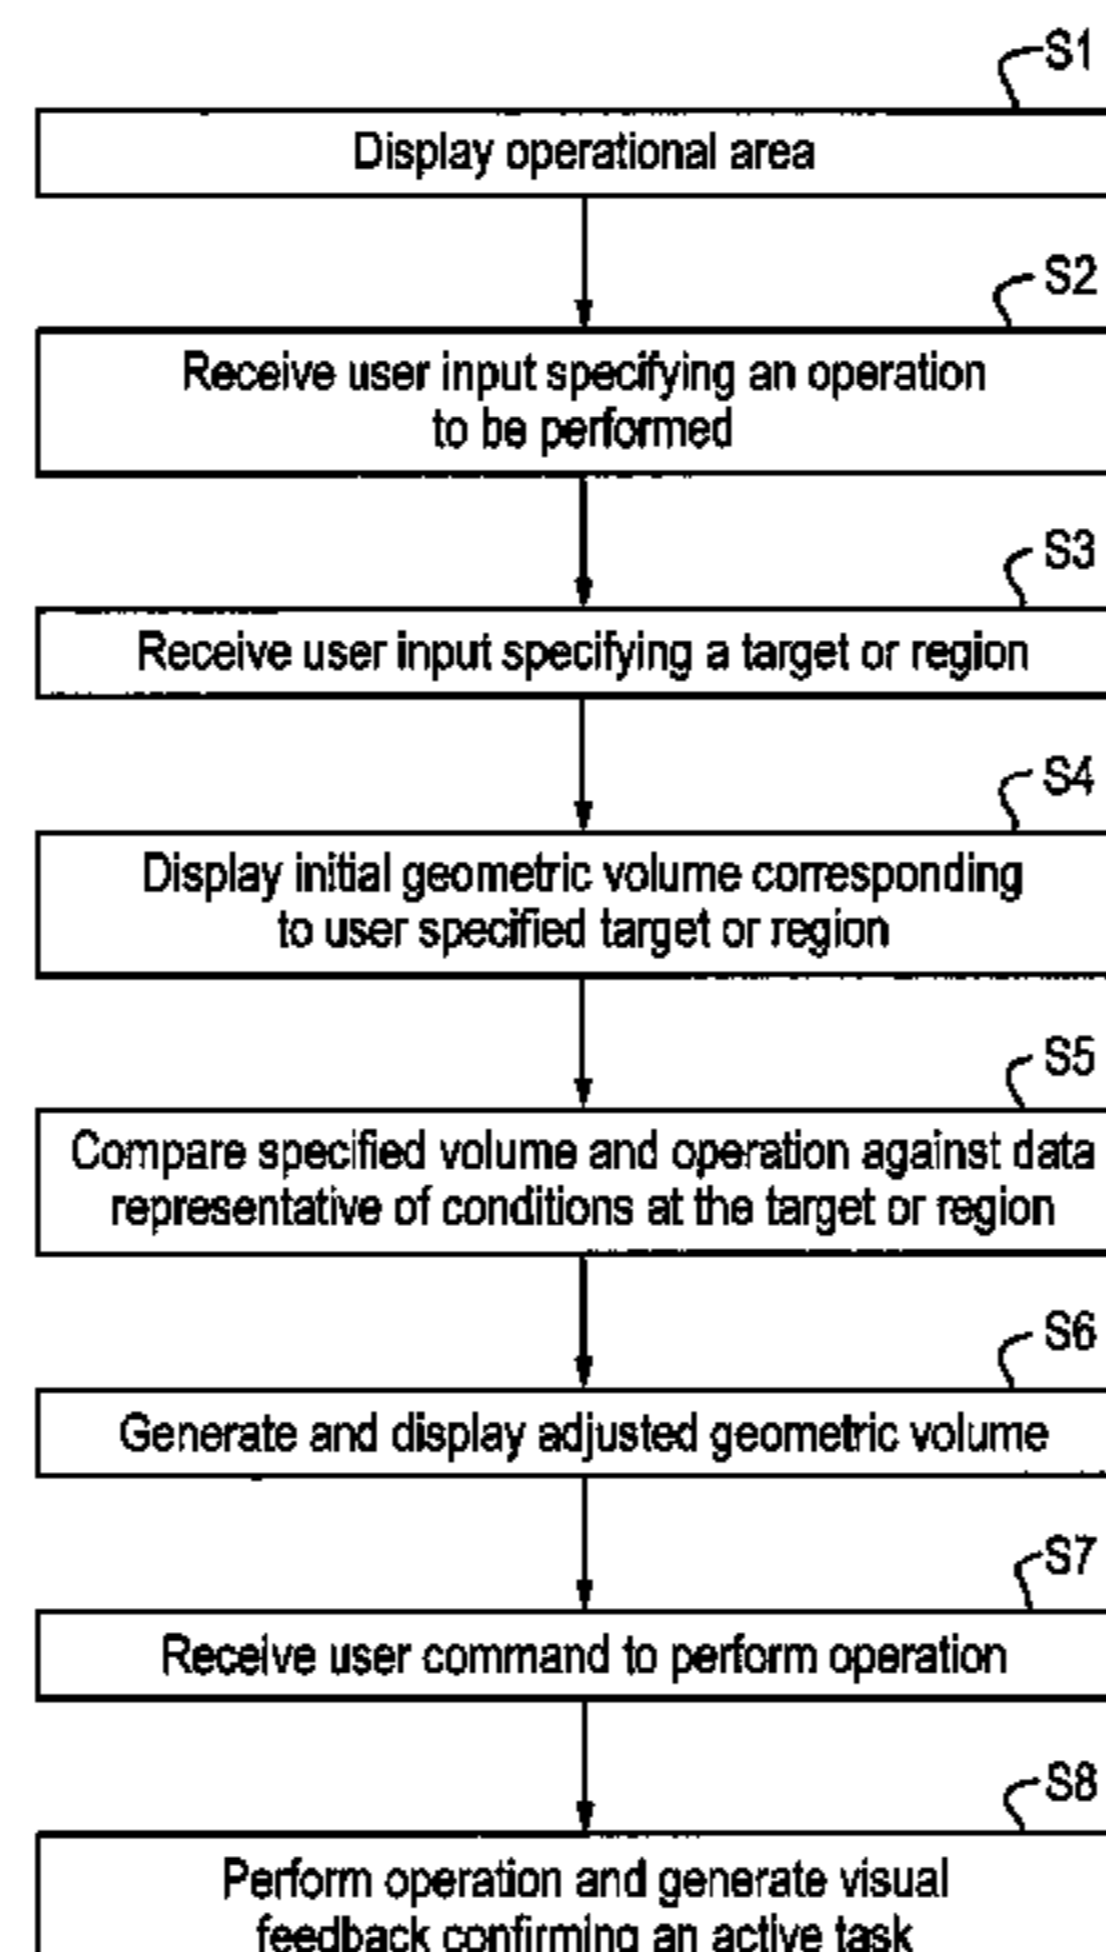 S1
Display operational area
S2
Receive user input specifying an operation
to be performed
S3
Receive user input specifying a target or region
S4
Display initial geometric volume corresponding
to user specified target or region
S5
Compare specified volume and operation against data
representative of conditions at the target or region
S6
Generate and display adjusted geometric volume
S7
Receive user command to perform operation
S8
Perform operation and generate visual
feedback confirming an active task